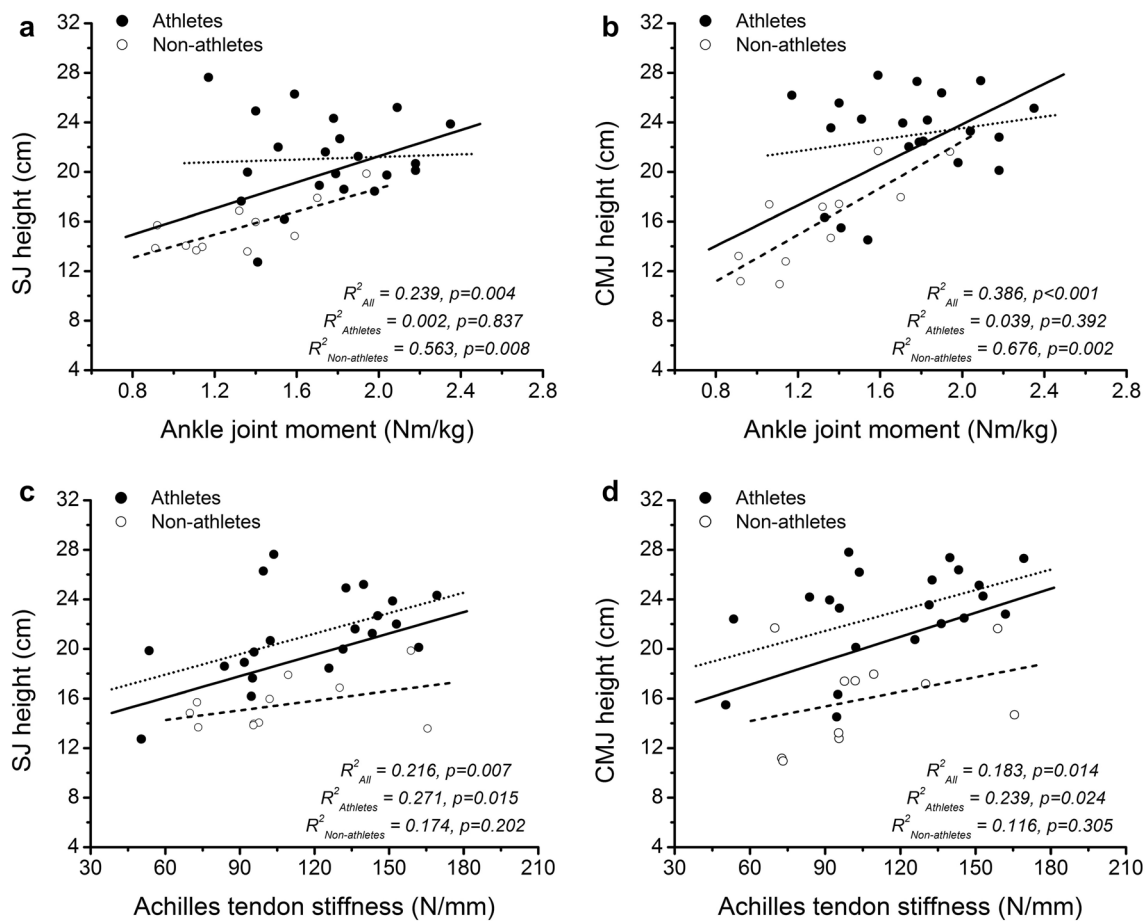 a
Athletes
Non-athletes
32
28
24
20
16
12
8
4
SJ height (cm)
R²All = 0.239, p=0.004
R²Athletes = 0.002, p=0.837
R²Non-athletes = 0.563, p=0.008
0.8 1.2 1.6 2.0 2.4 2.8
Ankle joint moment (Nm/kg)
b
Athletes
Non-athletes
32
28
24
20
16
12
8
4
CMJ height (cm)
R²All = 0.386, p<0.001
R²Athletes = 0.039, p=0.392
R²Non-athletes = 0.676, p=0.002
0.8 1.2 1.6 2.0 2.4 2.8
Ankle joint moment (Nm/kg)
c
Athletes
Non-athletes
32
28
24
20
16
12
8
4
SJ height (cm)
R²All = 0.216, p=0.007
R²Athletes = 0.271, p=0.015
R²Non-athletes = 0.174, p=0.202
30 60 90 120 150 180 210
Achilles tendon stiffness (N/mm)
d
Athletes
Non-athletes
32
28
24
20
16
12
8
4
CMJ height (cm)
R²All = 0.183, p=0.014
R²Athletes = 0.239, p=0.024
R²Non-athletes = 0.116, p=0.305
30 60 90 120 150 180 210
Achilles tendon stiffness (N/mm)